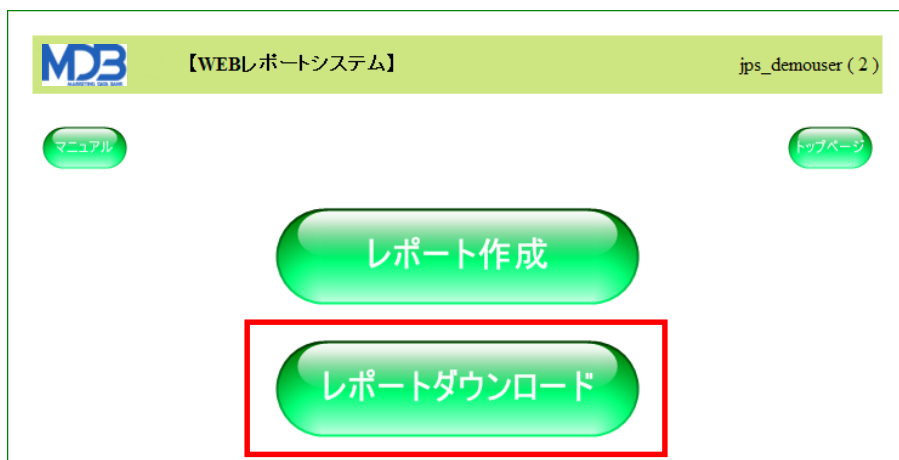 MDB
MARKETING DATA BANK
【WEBレポートシステム】
jps_demouser ( 2 )
マニュアル
トップページ
レポート作成
レポートダウンロード